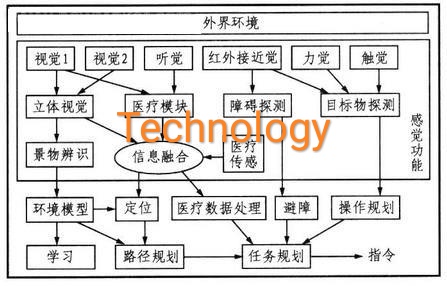 外界环境
视觉1 视觉2 听觉 红外接近觉 力觉 触觉
立体视觉 医疗模块 障碍探测 目标物探测
Technology
感觉功能
景物辨识 信息融合 医疗传感
环境模型 定位 医疗数据处理 避障 操作规划
学习 路径规划 任务规划 指令